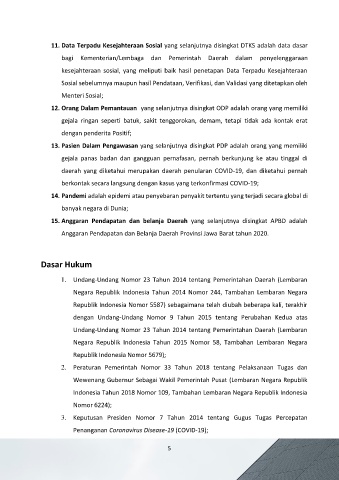 11. Data Terpadu Kesejahteraan Sosial yang selanjutnya disingkat DTKS adalah data dasar
bagi Kementerian/Lembaga dan Pemerintah Daerah dalam penyelenggaraan
kesejahteraan sosial, yang meliputi baik hasil penetapan Data Terpadu Kesejahteraan
Sosial sebelumnya maupun hasil Pendataan, Verifikasi, dan Validasi yang ditetapkan oleh
Menteri Sosial;
12. Orang Dalam Pemantauan yang selanjutnya disingkat ODP adalah orang yang memiliki
gejala ringan seperti batuk, sakit tenggorokan, demam, tetapi tidak ada kontak erat
dengan penderita Positif;
13. Pasien Dalam Pengawasan yang selanjutnya disingkat PDP adalah orang yang memiliki
gejala panas badan dan gangguan pernafasan, pernah berkunjung ke atau tinggal di
daerah yang diketahui merupakan daerah penularan COVID-19, dan diketahui pernah
berkontak secara langsung dengan kasus yang terkonfirmasi COVID-19;
14. Pandemi adalah epidemi atau penyebaran penyakit tertentu yang terjadi secara global di
banyak negara di Dunia;
15. Anggaran Pendapatan dan belanja Daerah yang selanjutnya disingkat APBD adalah
Anggaran Pendapatan dan Belanja Daerah Provinsi Jawa Barat tahun 2020.
Dasar Hukum
1. Undang-Undang Nomor 23 Tahun 2014 tentang Pemerintahan Daerah (Lembaran
Negara Republik Indonesia Tahun 2014 Nomor 244, Tambahan Lembaran Negara
Republik Indonesia Nomor 5587) sebagaimana telah diubah beberapa kali, terakhir
dengan Undang-Undang Nomor 9 Tahun 2015 tentang Perubahan Kedua atas
Undang-Undang Nomor 23 Tahun 2014 tentang Pemerintahan Daerah (Lembaran
Negara Republik Indonesia Tahun 2015 Nomor 58, Tambahan Lembaran Negara
Republik Indonesia Nomor 5679);
2. Peraturan Pemerintah Nomor 33 Tahun 2018 tentang Pelaksanaan Tugas dan
Wewenang Gubernur Sebagai Wakil Pemerintah Pusat (Lembaran Negara Republik
Indonesia Tahun 2018 Nomor 109, Tambahan Lembaran Negara Republik Indonesia
Nomor 6224);
3. Keputusan Presiden Nomor 7 Tahun 2014 tentang Gugus Tugas Percepatan
Penanganan Coronavirus Disease-19 (COVID-19);
5